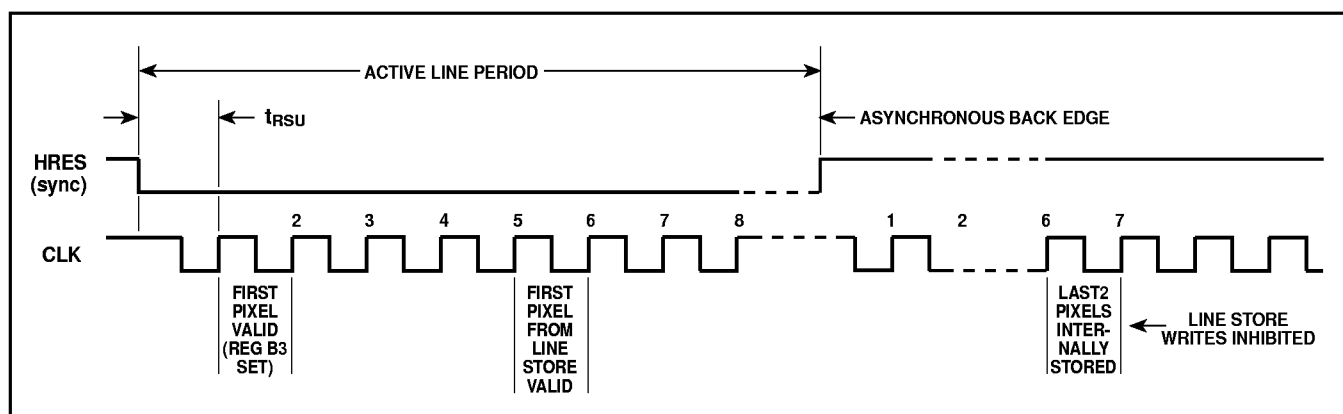 ACTIVE LINE PERIOD
tRSU
ASYNCHRONOUS BACK EDGE
HRES
(sync)
2 3 4 5 6 7 8 1 2 6 7
CLK
FIRST
PIXEL
VALID
(REG B3
SET)
FIRST
PIXEL
FROM
LINE
STORE
VALID
LAST2
PIXELS
INTER-
NALLY
STORED
LINE STORE
WRITES INHIBITED